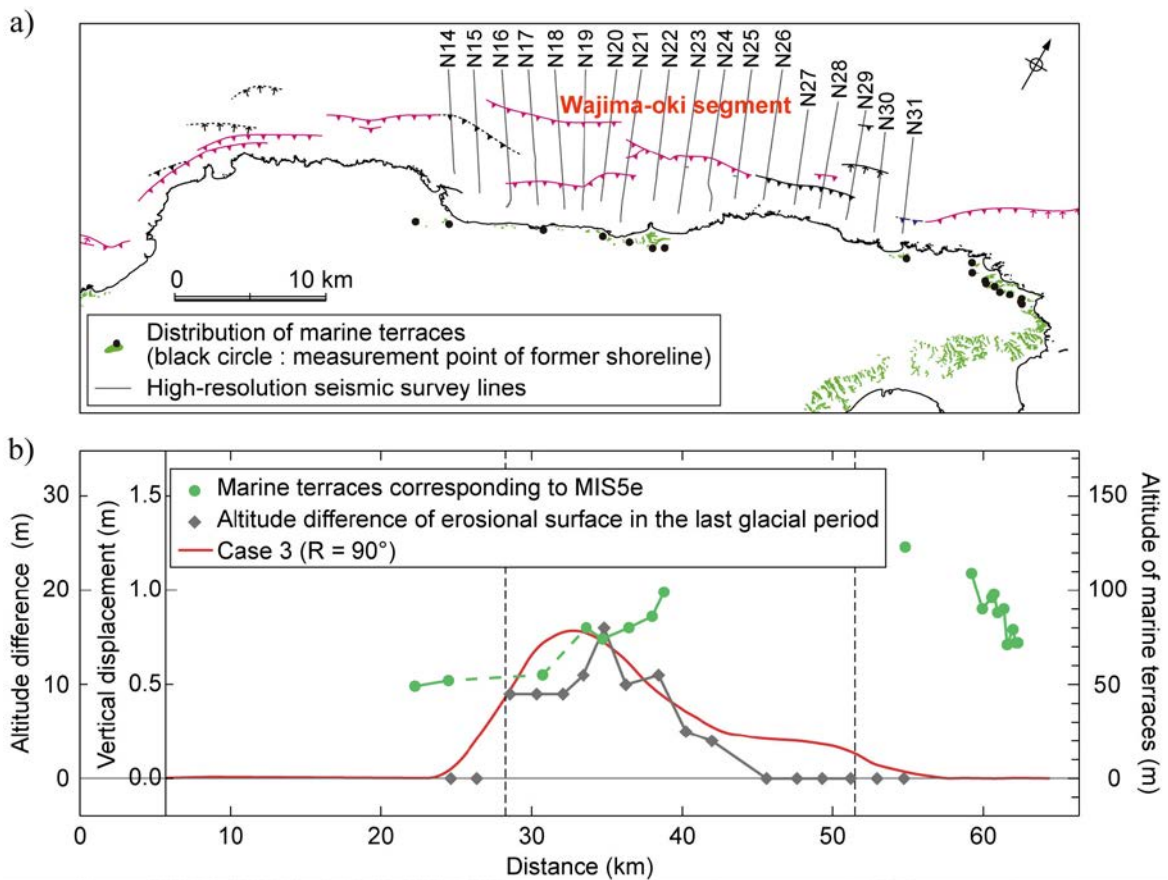 a)
N14
N15
N16
N17
N18
N19
N20
N21
N22
N23
N24
N25
N26
N27
N28
N29
N30
N31
Wajima-oki segment
0 10 km
Distribution of marine terraces
(black circle : measurement point of former shoreline)
High-resolution seismic survey lines
b)
Marine terraces corresponding to MIS5e
Altitude difference of erosional surface in the last glacial period
Case 3 (R = 90°)
Altitude difference (m)
30
20
10
0
Vertical displacement (m)
1.5
1.0
0.5
0.0
Altitude of marine terraces (m)
150
100
50
0
0 10 20 30 40 50 60
Distance (km)